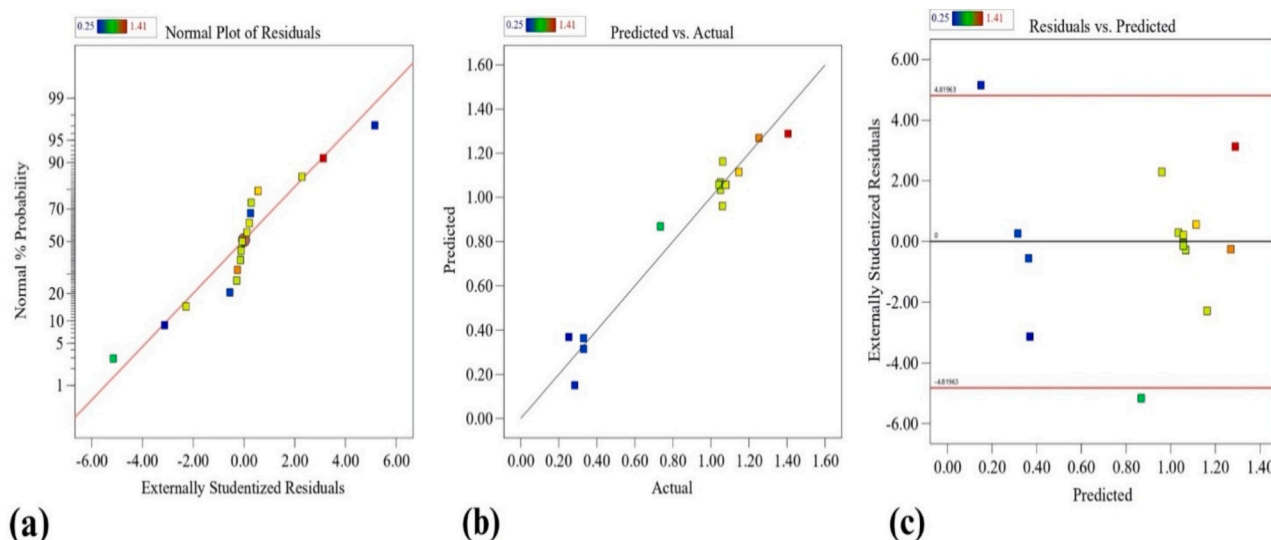 0.25 1.41
Normal Plot of Residuals
Normal % Probability
99
95
90
70
50
20
10
5
1
-6.00 -4.00 -2.00 0.00 2.00 4.00 6.00
Externally Studentized Residuals
(a)
0.25 1.41
Predicted vs. Actual
Predicted
1.60
1.40
1.20
1.00
0.80
0.60
0.40
0.20
0.00
0.00 0.20 0.40 0.60 0.80 1.00 1.20 1.40 1.60
Actual
(b)
0.25 1.41
Residuals vs. Predicted
Externally Studentized Residuals
6.00
4.81963
4.00
2.00
0
0.00
-2.00
-4.00
-4.81963
-6.00
0.00 0.20 0.40 0.60 0.80 1.00 1.20 1.40
Predicted
(c)